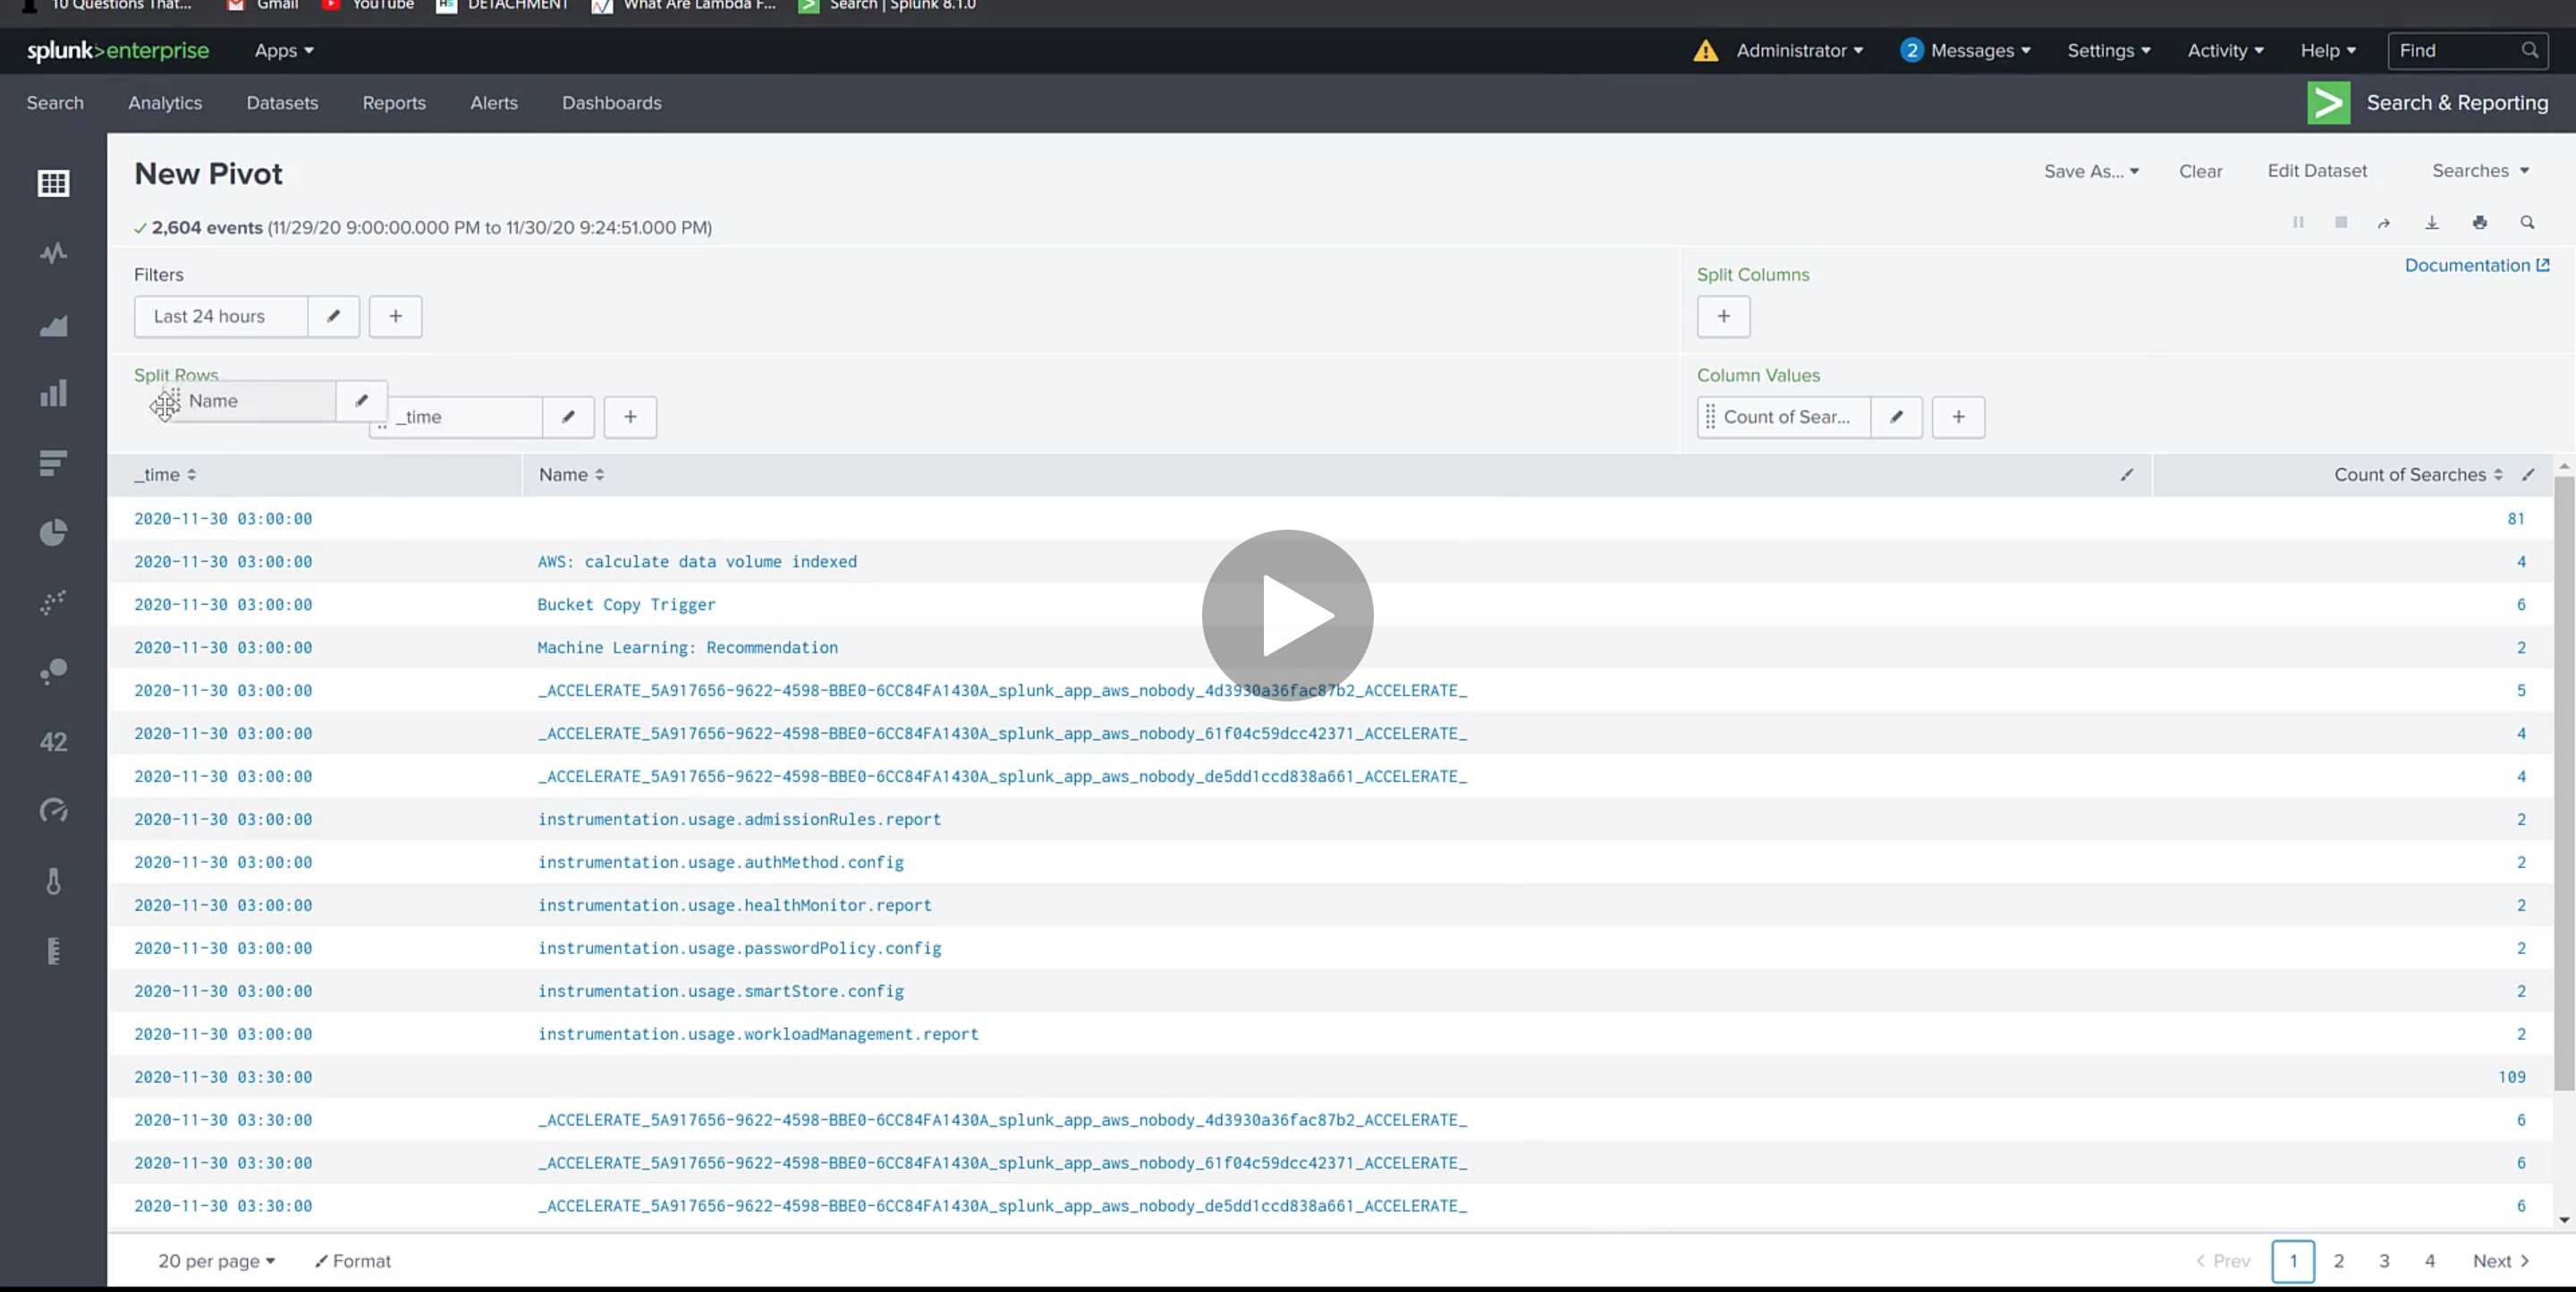 10 Questions That... Gmail YouTube DETACHMENT What Are Lambda F... Search | Splunk 8.1.0
splunk>enterprise Apps Administrator 2 Messages Settings Activity Help Find
Search Analytics Datasets Reports Alerts Dashboards Search & Reporting
New Pivot Save As... Clear Edit Dataset Searches
✓ 2,604 events (11/29/20 9:00:00.000 PM to 11/30/20 9:24:51.000 PM)
Filters Split Columns Documentation
Last 24 hours + +
Split Rows Column Values
Name _time + Count of Sear... +
_time Name Count of Searches
2020-11-30 03:00:00 81
2020-11-30 03:00:00 AWS: calculate data volume indexed 4
2020-11-30 03:00:00 Bucket Copy Trigger 6
2020-11-30 03:00:00 Machine Learning: Recommendation 2
2020-11-30 03:00:00 _ACCELERATE_5A917656-9622-4598-BBE0-6CC84FA1430A_splunk_app_aws_nobody_4d3930a36fac87b2_ACCELERATE_ 5
2020-11-30 03:00:00 _ACCELERATE_5A917656-9622-4598-BBE0-6CC84FA1430A_splunk_app_aws_nobody_61f04c59dcc42371_ACCELERATE_ 4
2020-11-30 03:00:00 _ACCELERATE_5A917656-9622-4598-BBE0-6CC84FA1430A_splunk_app_aws_nobody_de5dd1ccd838a661_ACCELERATE_ 4
2020-11-30 03:00:00 instrumentation.usage.admissionRules.report 2
2020-11-30 03:00:00 instrumentation.usage.authMethod.config 2
2020-11-30 03:00:00 instrumentation.usage.healthMonitor.report 2
2020-11-30 03:00:00 instrumentation.usage.passwordPolicy.config 2
2020-11-30 03:00:00 instrumentation.usage.smartStore.config 2
2020-11-30 03:00:00 instrumentation.usage.workloadManagement.report 2
2020-11-30 03:30:00 109
2020-11-30 03:30:00 _ACCELERATE_5A917656-9622-4598-BBE0-6CC84FA1430A_splunk_app_aws_nobody_4d3930a36fac87b2_ACCELERATE_ 6
2020-11-30 03:30:00 _ACCELERATE_5A917656-9622-4598-BBE0-6CC84FA1430A_splunk_app_aws_nobody_61f04c59dcc42371_ACCELERATE_ 6
2020-11-30 03:30:00 _ACCELERATE_5A917656-9622-4598-BBE0-6CC84FA1430A_splunk_app_aws_nobody_de5dd1ccd838a661_ACCELERATE_ 6
42
20 per page Format < Prev 1 2 3 4 Next >